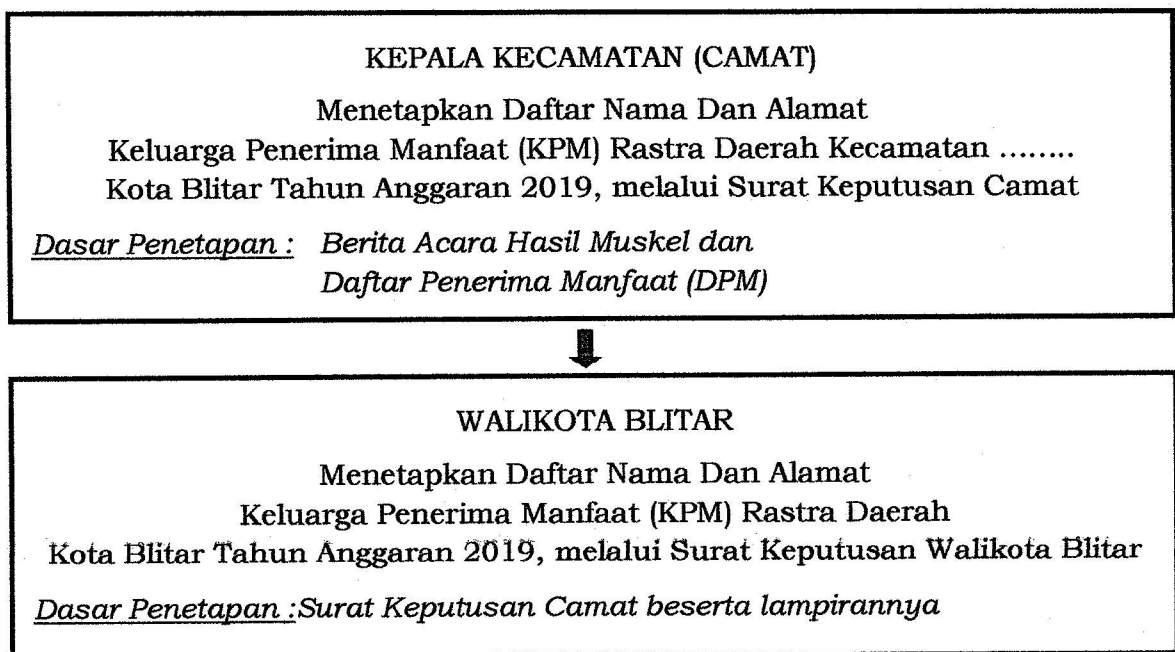 KEPALA KECAMATAN (CAMAT)
Menetapkan Daftar Nama Dan Alamat
Keluarga Penerima Manfaat (KPM) Rastra Daerah Kecamatan ........
Kota Blitar Tahun Anggaran 2019, melalui Surat Keputusan Camat
Dasar Penetapan : Berita Acara Hasil Muskel dan
Daftar Penerima Manfaat (DPM)
WALIKOTA BLITAR
Menetapkan Daftar Nama Dan Alamat
Keluarga Penerima Manfaat (KPM) Rastra Daerah
Kota Blitar Tahun Anggaran 2019, melalui Surat Keputusan Walikota Blitar
Dasar Penetapan :Surat Keputusan Camat beserta lampirannya